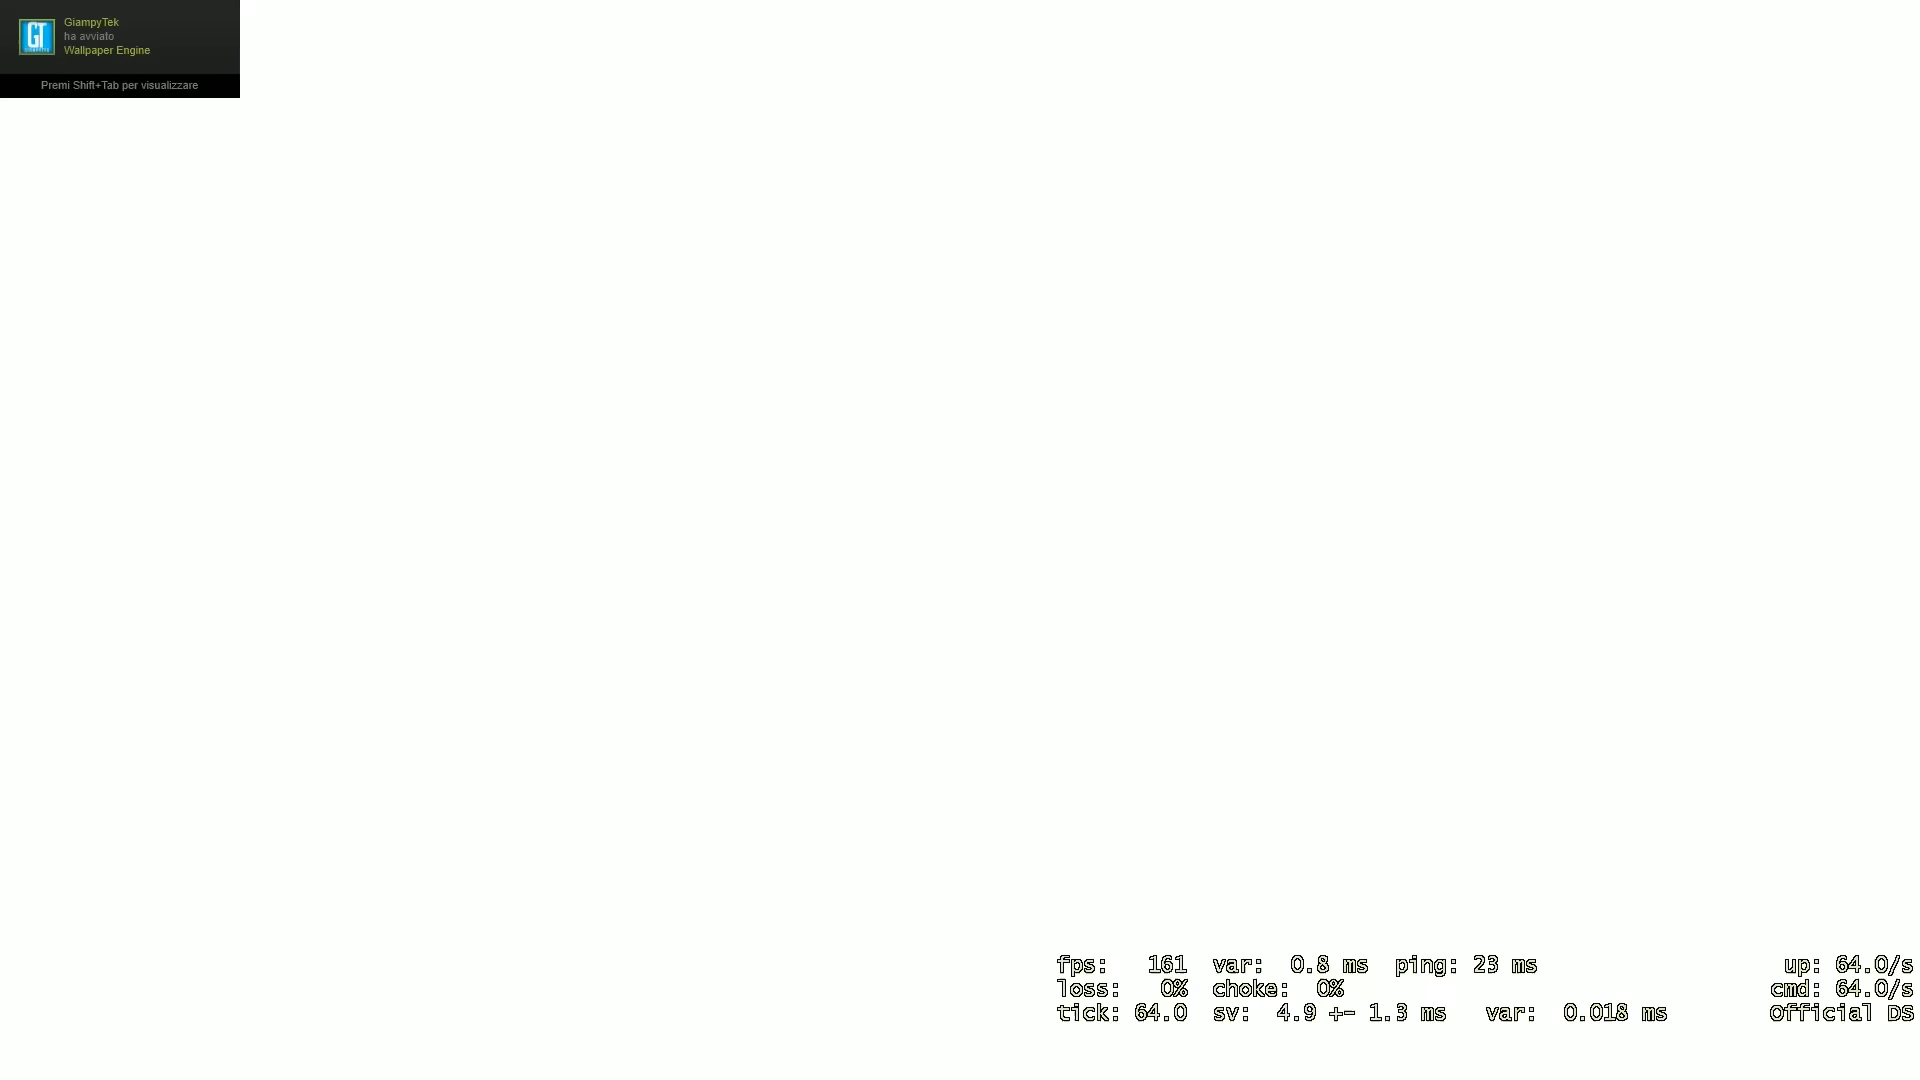 GiampyTek
ha avviato
Wallpaper Engine
Premi Shift+Tab per visualizzare
fps: 161 var: 0.8 ms ping: 23 ms up: 64.0/s
loss: 0% choke: 0% cmd: 64.0/s
tick: 64.0 sv: 4.9 +- 1.3 ms var: 0.018 ms Official DS